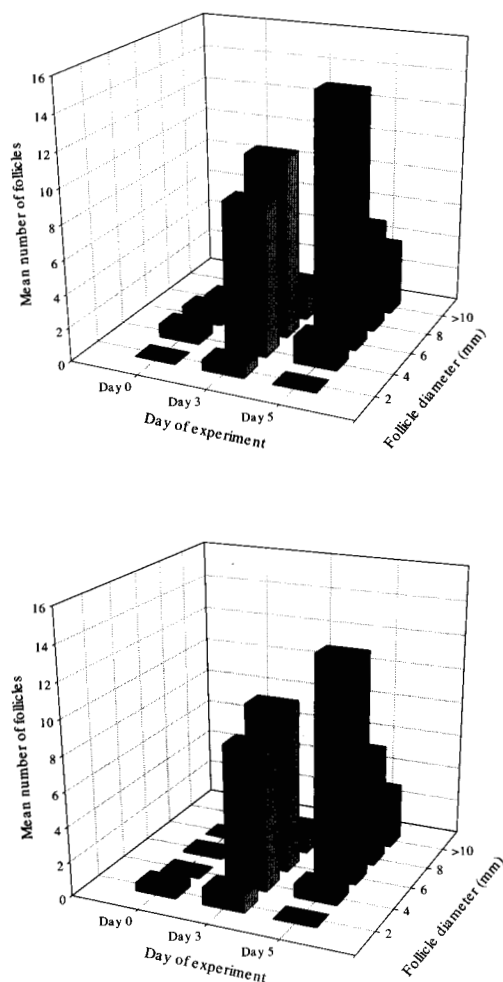 16
14
12
10
8
6
4
2
0
Mean number of follicles
Day 0
Day 3
Day 5
Day of experiment
2
4
6
8
>10
Follicle diameter (mm)
16
14
12
10
8
6
4
2
0
Mean number of follicles
Day 0
Day 3
Day 5
Day of experiment
2
4
6
8
>10
Follicle diameter (mm)